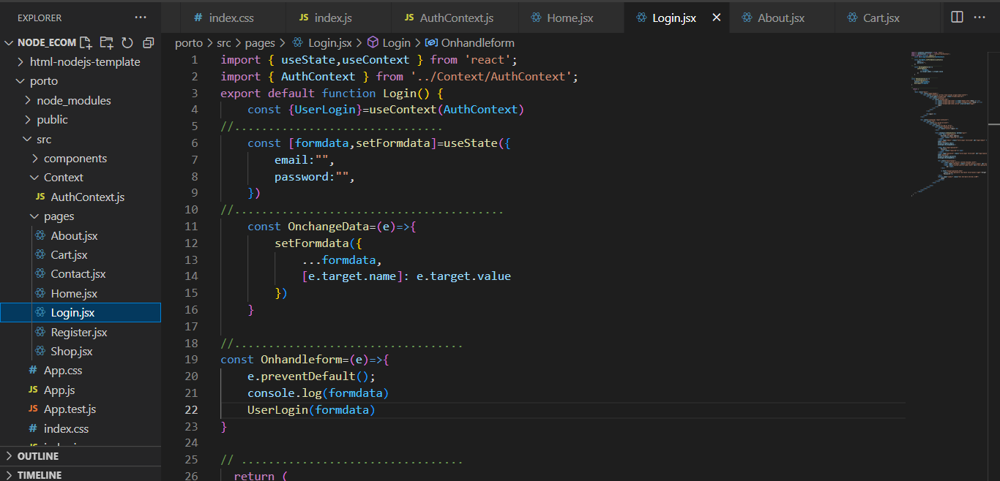 EXPLORER ...
index.css index.js AuthContext.js Home.jsx Login.jsx About.jsx Cart.jsx ...
NODE_ECOM
html-nodejs-template
porto
node_modules
public
src
components
Context
AuthContext.js
pages
About.jsx
Cart.jsx
Contact.jsx
Home.jsx
Login.jsx
Register.jsx
Shop.jsx
App.css
App.js
App.test.js
index.css
OUTLINE
TIMELINE
porto > src > pages > Login.jsx > Login > Onhandleform
1 import { useState,useContext } from 'react';
2 import { AuthContext } from '../Context/AuthContext';
3 export default function Login() {
4 const {UserLogin}=useContext(AuthContext)
5 //...............................
6 const [formdata,setFormdata]=useState({
7 email:"",
8 password:"",
9 })
10 //........................................
11 const OnchangeData=(e)=>{
12 setFormdata({
13 ...formdata,
14 [e.target.name]: e.target.value
15 })
16 }
17
18 //..................................
19 const Onhandleform=(e)=>{
20 e.preventDefault();
21 console.log(formdata)
22 UserLogin(formdata)
23 }
24
25 // .................................
26 return (